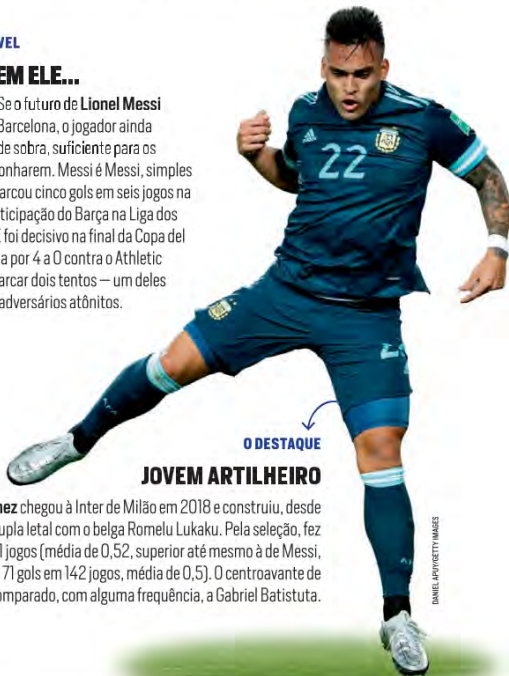 VEL
EM ELE...
Se o futuro de Lionel Messi
Barcelona, o jogador ainda
de sobra, suficiente para os
onharem. Messi é Messi, simples
arcou cinco gols em seis jogos na
ticipação do Barça na Liga dos
foi decisivo na final da Copa del
a por 4 a 0 contra o Athletic
arcar dois tentos — um deles
adversários atônitos.
22
O DESTAQUE
JOVEM ARTILHEIRO
nez chegou à Inter de Milão em 2018 e construiu, desde
upla letal com o belga Romelu Lukaku. Pela seleção, fez
1 jogos (média de 0,52, superior até mesmo à de Messi,
71 gols em 142 jogos, média de 0,5). O centroavante de
omparado, com alguma frequência, a Gabriel Batistuta.
DANIEL APUY/GETTY IMAGES